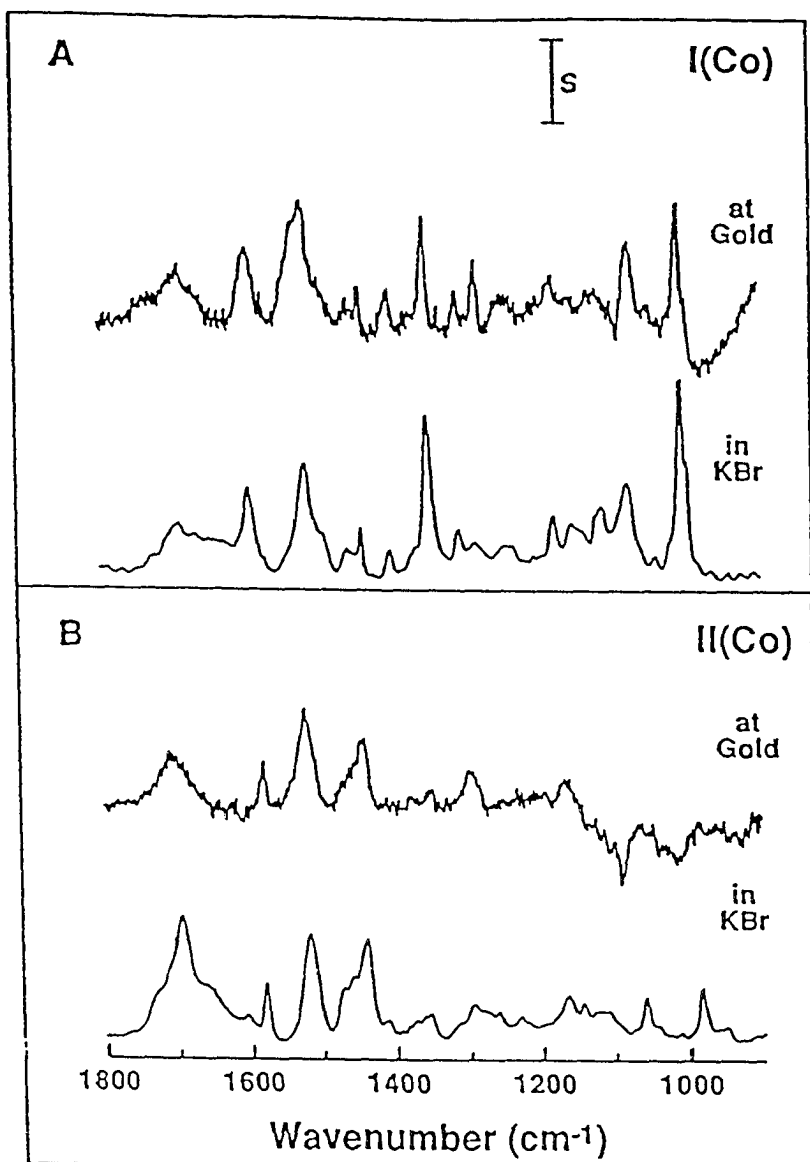 A
S
I(Co)
at
Gold
in
KBr
B
II(Co)
at
Gold
in
KBr
1800 1600 1400 1200 1000
Wavenumber (cm-1)